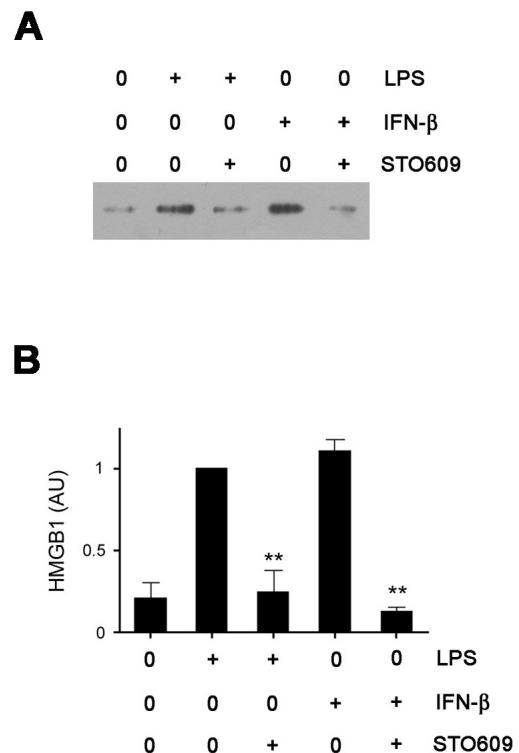 A
0 + + 0 0 LPS
0 0 0 + + IFN-β
0 0 + 0 + STO609
B
HMGB1 (AU)
1
0.5
0
** **
0 + + 0 0 LPS
0 0 0 + + IFN-β
0 0 + 0 + STO609